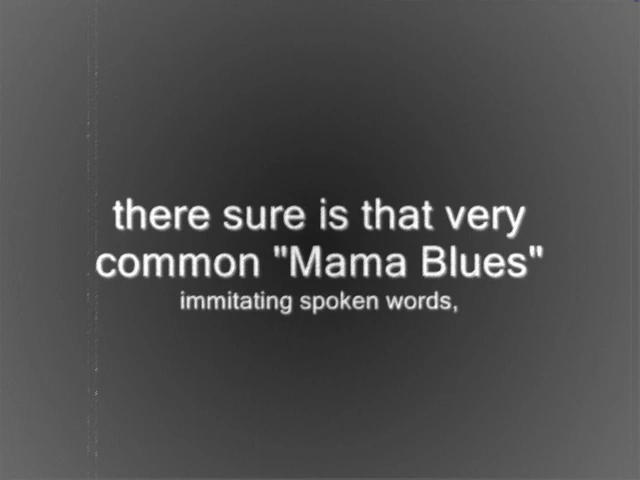 there sure is that very
common "Mama Blues"
immitating spoken words,